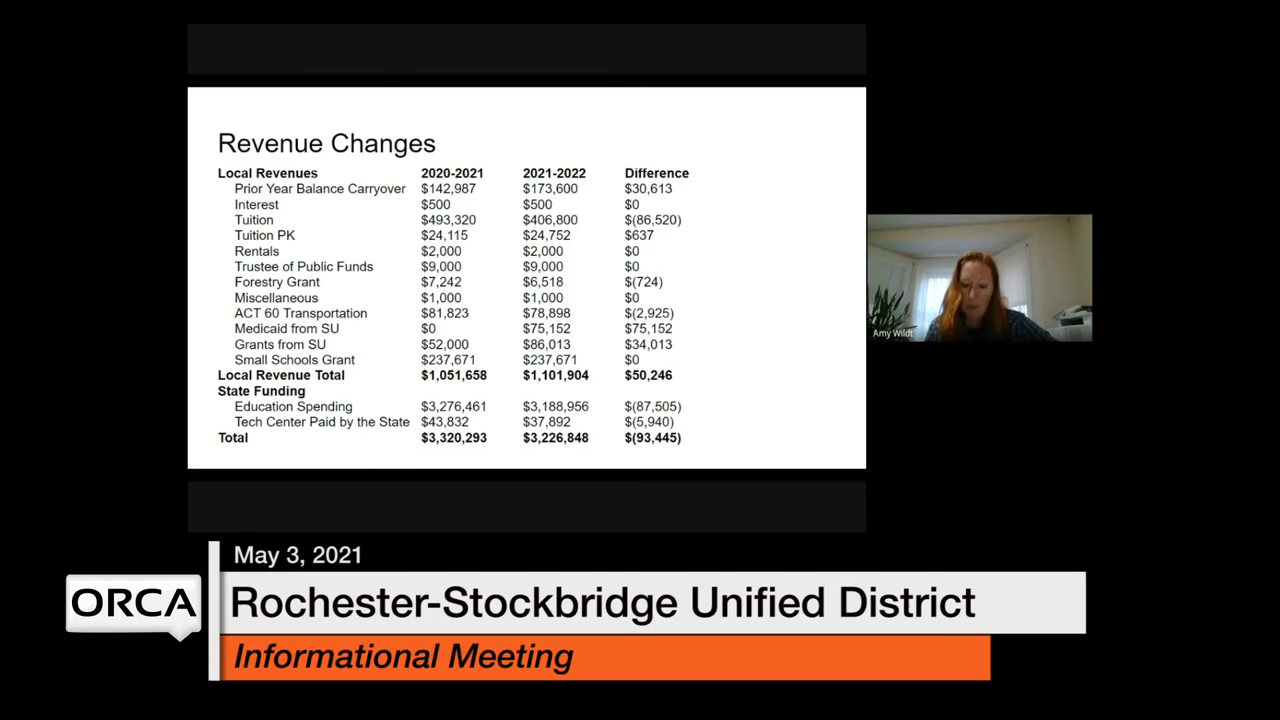 Revenue Changes
Local Revenues 2020-2021 2021-2022 Difference
Prior Year Balance Carryover $142,987 $173,600 $30,613
Interest $500 $500 $0
Tuition $493,320 $406,800 $(86,520)
Tuition PK $24,115 $24,752 $637
Rentals $2,000 $2,000 $0
Trustee of Public Funds $9,000 $9,000 $0
Forestry Grant $7,242 $6,518 $(724)
Miscellaneous $1,000 $1,000 $0
ACT 60 Transportation $81,823 $78,898 $(2,925)
Medicaid from SU $0 $75,152 $75,152
Grants from SU $52,000 $86,013 $34,013
Small Schools Grant $237,671 $237,671 $0
Local Revenue Total $1,051,658 $1,101,904 $50,246
State Funding
Education Spending $3,276,461 $3,188,956 $(87,505)
Tech Center Paid by the State $43,832 $37,892 $(5,940)
Total $3,320,293 $3,226,848 $(93,445)
Amy Wildt
May 3, 2021
ORCA
Rochester-Stockbridge Unified District
Informational Meeting